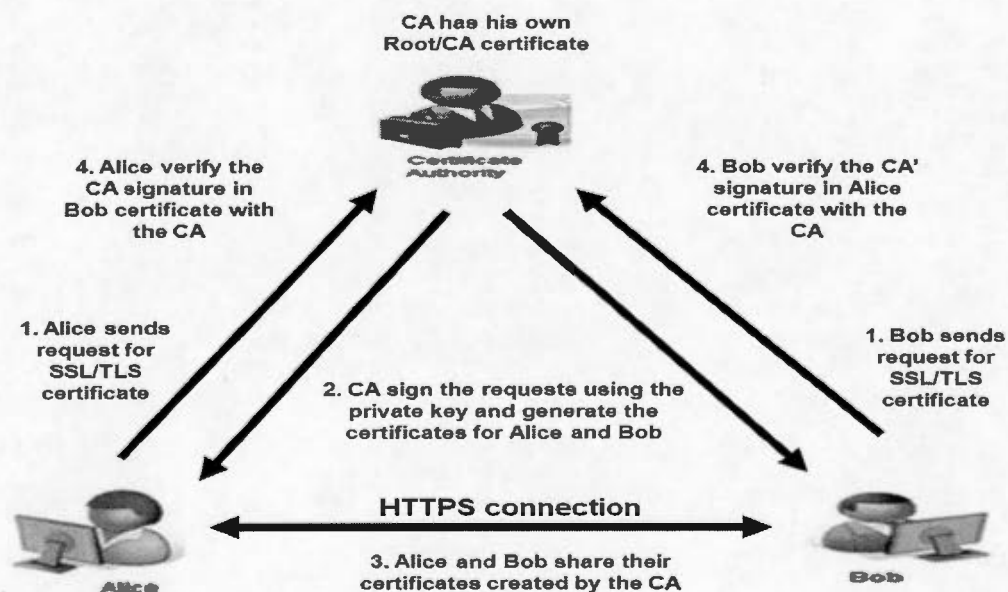 CA has his own
Root/CA certificate
Certificate
Authority
4. Alice verify the
CA signature in
Bob certificate with
the CA
4. Bob verify the CA'
signature in Alice
certificate with the
CA
1. Alice sends
request for
SSL/TLS
certificate
1. Bob sends
request for
SSL/TLS
certificate
2. CA sign the requests using the
private key and generate the
certificates for Alice and Bob
HTTPS connection
3. Alice and Bob share their
certificates created by the CA
Alice
Bob